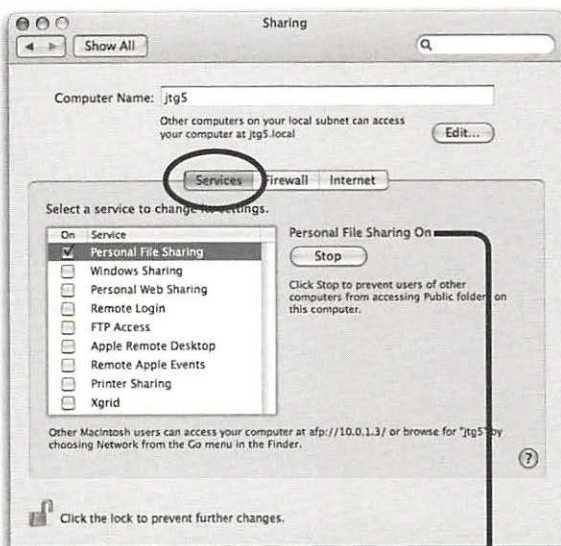 Sharing
Show All
Computer Name: jtg5
Other computers on your local subnet can access
your computer at jtg5.local
Edit...
Services Firewall Internet
Select a service to change its settings.
On Service
Personal File Sharing
Windows Sharing
Personal Web Sharing
Remote Login
FTP Access
Apple Remote Desktop
Remote Apple Events
Printer Sharing
Xgrid
Personal File Sharing On
Stop
Click Stop to prevent users of other
computers from accessing Public folders on
this computer.
Other Macintosh users can access your computer at afp://10.0.1.3/ or browse for "jtg5" by
choosing Network from the Go menu in the Finder.
?
Click the lock to prevent further changes.